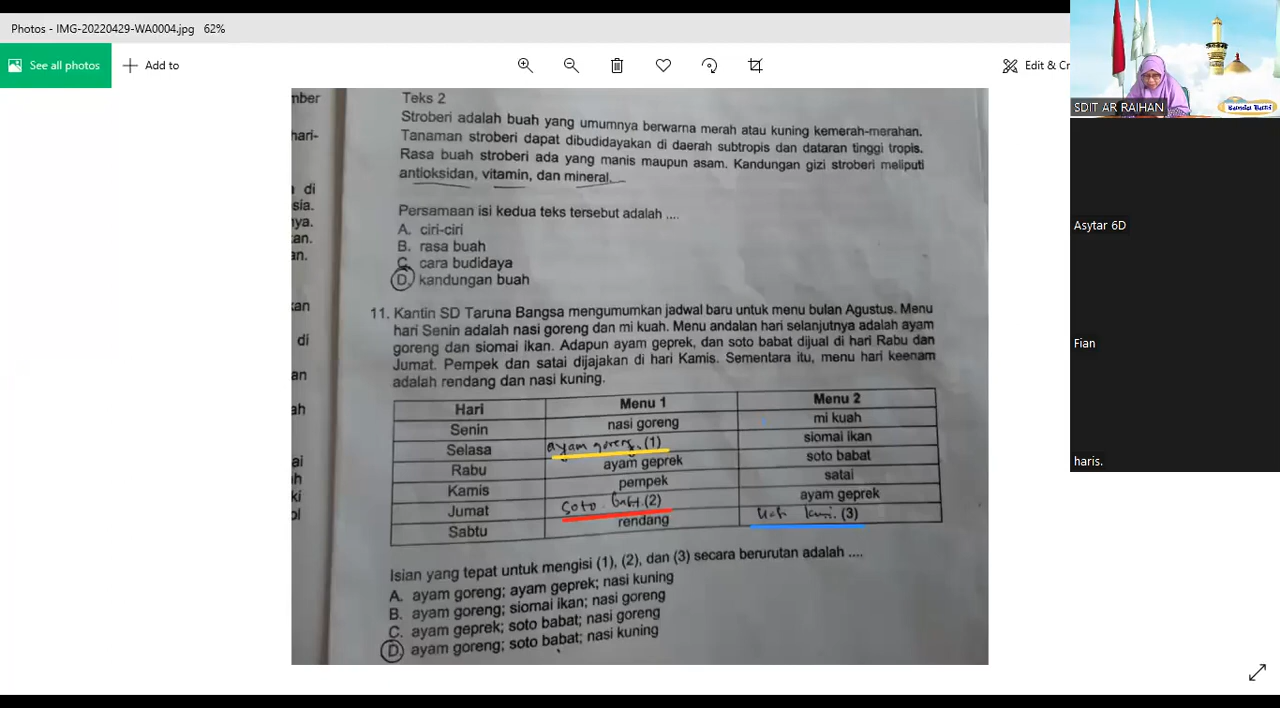 Photos - IMG-20220429-WA0004.jpg 62%
See all photos
Add to
Edit & Cr
SDIT AR RAIHAN
Asytar 6D
Fian
haris.
Teks 2
Stroberi adalah buah yang umumnya berwarna merah atau kuning kemerah-merahan.
Tanaman stroberi dapat dibudidayakan di daerah subtropis dan dataran tinggi tropis.
Rasa buah stroberi ada yang manis maupun asam. Kandungan gizi stroberi meliputi
antioksidan, vitamin, dan mineral.
Persamaan isi kedua teks tersebut adalah ....
A. ciri-ciri
B. rasa buah
C. cara budidaya
D. kandungan buah
11. Kantin SD Taruna Bangsa mengumumkan jadwal baru untuk menu bulan Agustus. Menu
hari Senin adalah nasi goreng dan mi kuah. Menu andalan hari selanjutnya adalah ayam
goreng dan siomai ikan. Adapun ayam geprek, dan soto babat dijual di hari Rabu dan
Jumat. Pempek dan satai dijajakan di hari Kamis. Sementara itu, menu hari keenam
adalah rendang dan nasi kuning.
Hari Menu 1 Menu 2
Senin nasi goreng mi kuah
Selasa ayam goreng. (1) siomai ikan
Rabu ayam geprek soto babat
Kamis pempek satai
Jumat soto (2) ayam geprek
Sabtu rendang (3)
Isian yang tepat untuk mengisi (1), (2), dan (3) secara berurutan adalah ....
A. ayam goreng; ayam geprek; nasi kuning
B. ayam goreng; siomai ikan; nasi goreng
C. ayam geprek; soto babat; nasi goreng
D. ayam goreng; soto babat; nasi kuning